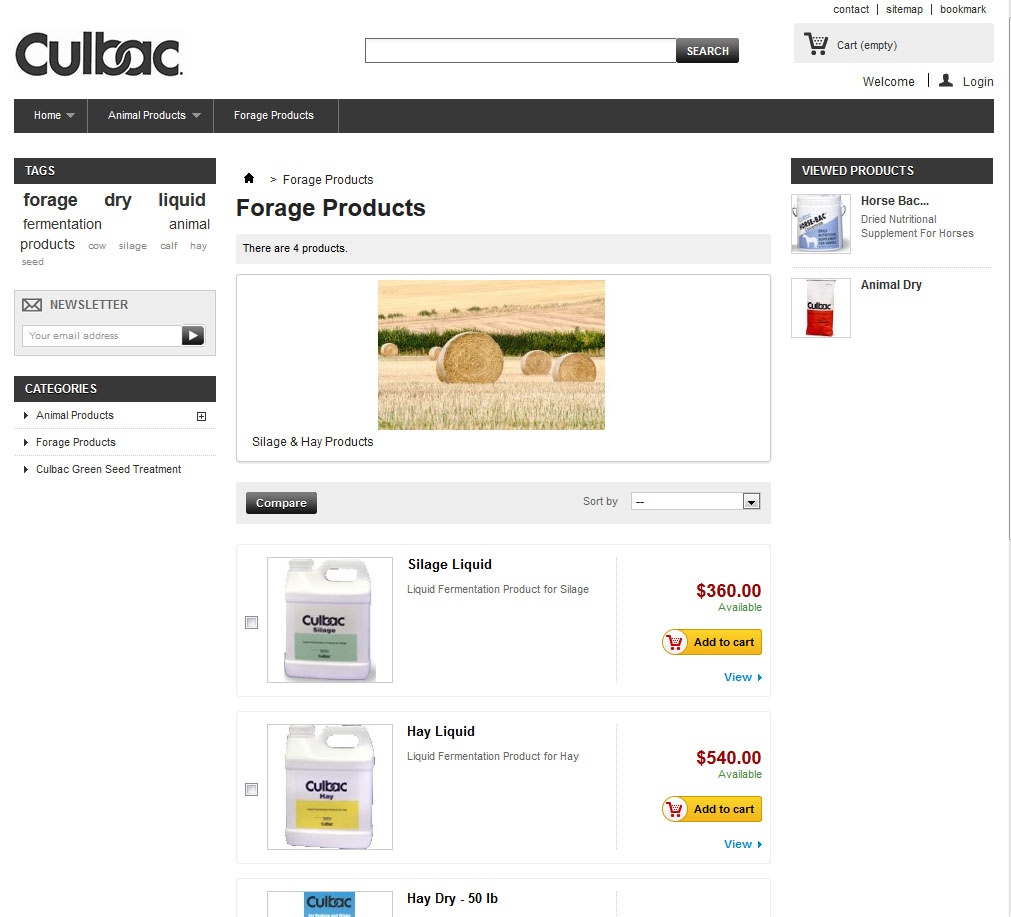 contact
sitemap
bookmark
Culbac.
SEARCH
Cart (empty)
Welcome
Login
Home
Animal Products
Forage Products
TAGS
forage dry liquid
fermentation animal
products cow silage calf hay
seed
NEWSLETTER
Your email address
CATEGORIES
Animal Products
Forage Products
Culbac Green Seed Treatment
> Forage Products
Forage Products
There are 4 products.
Silage & Hay Products
Compare
Sort by
--
Culbac
Silage
Culbac
Silage Liquid
Liquid Fermentation Product for Silage
$360.00
Available
Add to cart
View
Culbac
Hay
Culbac
Hay Liquid
Liquid Fermentation Product for Hay
$540.00
Available
Add to cart
View
Culbac
Hay Dry - 50 lb
VIEWED PRODUCTS
HORSE-BAC
Horse Bac...
Dried Nutritional
Supplement For Horses
Culbac
Animal Dry